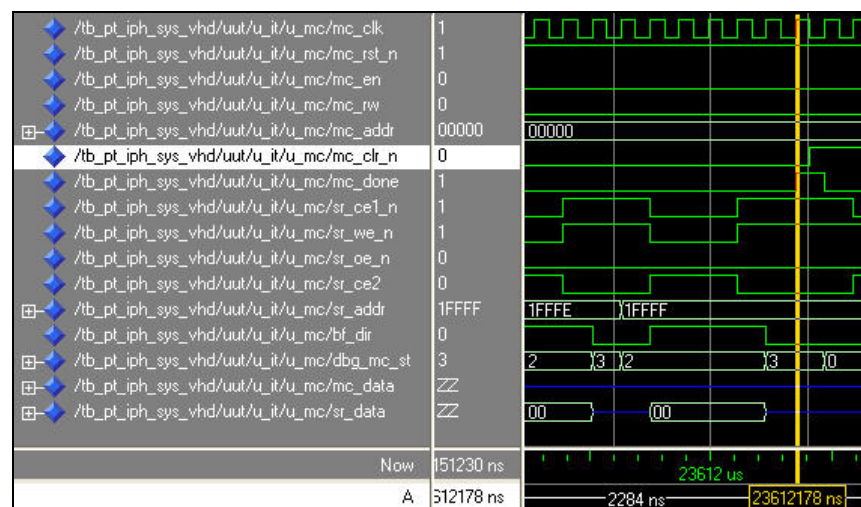 /tb_pt_iph_sys_vhd/uut/u_it/u_mc/mc_clk 1
/tb_pt_iph_sys_vhd/uut/u_it/u_mc/mc_rst_n 1
/tb_pt_iph_sys_vhd/uut/u_it/u_mc/mc_en 0
/tb_pt_iph_sys_vhd/uut/u_it/u_mc/mc_rw 0
/tb_pt_iph_sys_vhd/uut/u_it/u_mc/mc_addr 00000 00000
/tb_pt_iph_sys_vhd/uut/u_it/u_mc/mc_clr_n 0
/tb_pt_iph_sys_vhd/uut/u_it/u_mc/mc_done 1
/tb_pt_iph_sys_vhd/uut/u_it/u_mc/sr_ce1_n 1
/tb_pt_iph_sys_vhd/uut/u_it/u_mc/sr_we_n 1
/tb_pt_iph_sys_vhd/uut/u_it/u_mc/sr_oe_n 0
/tb_pt_iph_sys_vhd/uut/u_it/u_mc/sr_ce2 0
/tb_pt_iph_sys_vhd/uut/u_it/u_mc/sr_addr 1FFFF 1FFFE 1FFFF
/tb_pt_iph_sys_vhd/uut/u_it/u_mc/bf_dir 0
/tb_pt_iph_sys_vhd/uut/u_it/u_mc/dbg_mc_st 3 2 3 2 3 0
/tb_pt_iph_sys_vhd/uut/u_it/u_mc/mc_data ZZ
/tb_pt_iph_sys_vhd/uut/u_it/u_mc/sr_data ZZ 00 00
Now 151230 ns 23612 us
A 512178 ns 2284 ns 23612178 ns